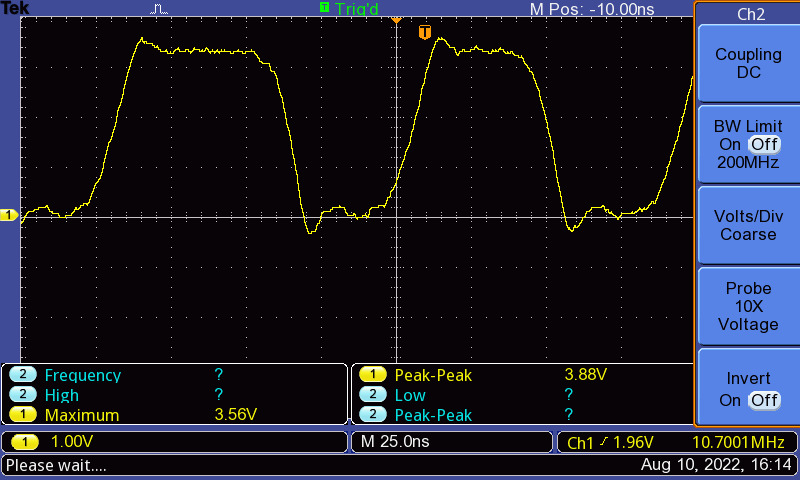 Tek T Trig'd M Pos: -10.00ns Ch2
T
Coupling
DC
BW Limit
On Off
200MHz
1
Volts/Div
Coarse
Probe
10X
Voltage
Invert
On Off
2 Frequency ? 1 Peak-Peak 3.88V
2 High ? 2 Low ?
1 Maximum 3.56V 2 Peak-Peak ?
1 1.00V M 25.0ns Ch1 1.96V 10.7001MHz
Please wait.... Aug 10, 2022, 16:14